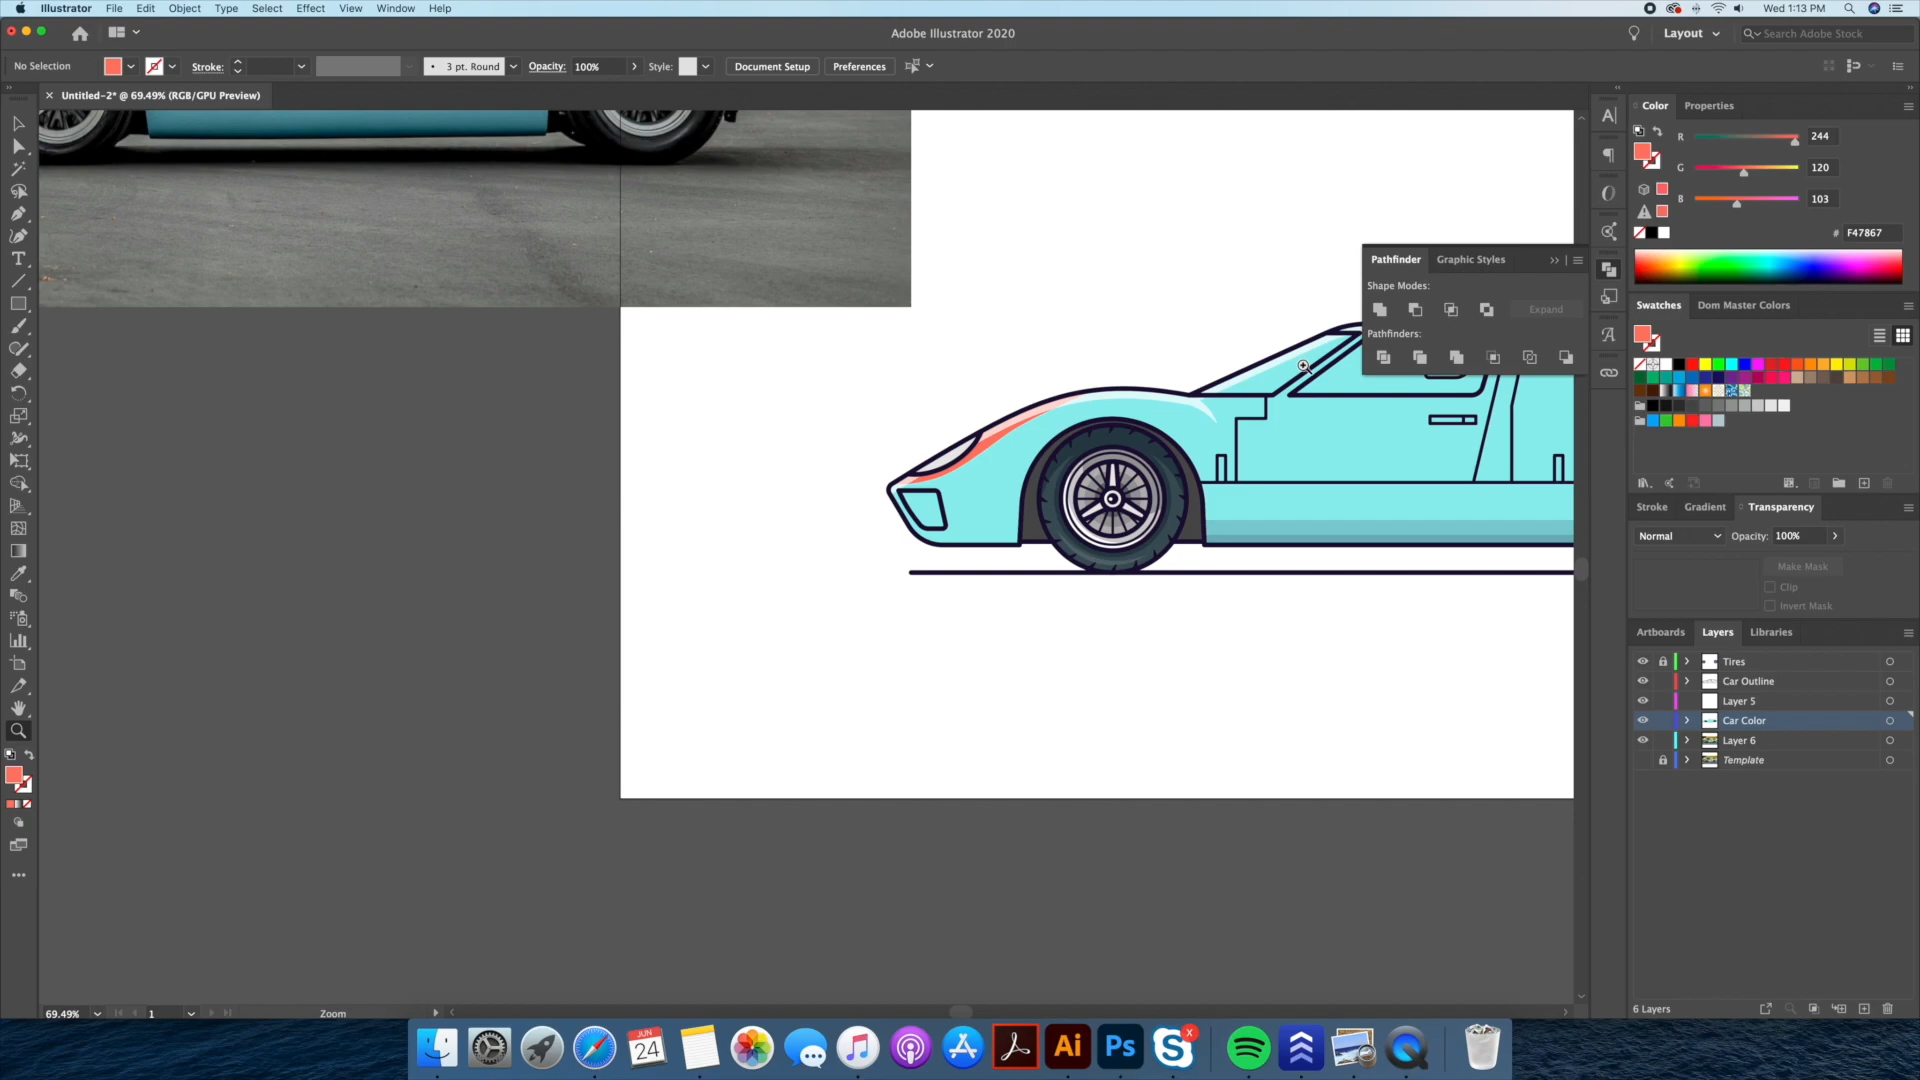 Illustrator File Edit Object Type Select Effect View Window Help Wed 1:13 PM
Adobe Illustrator 2020 Layout Search Adobe Stock
No Selection Stroke: 3 pt. Round Opacity: 100% Style: Document Setup Preferences
Untitled-2* @ 69.49% (RGB/GPU Preview)
Color Properties
R 244
G 120
B 103
# F47867
Pathfinder Graphic Styles
Shape Modes:
Expand
Pathfinders:
Swatches Dom Master Colors
Stroke Gradient Transparency
Normal Opacity: 100%
Make Mask
Clip
Invert Mask
Artboards Layers Libraries
Tires
Car Outline
Layer 5
Car Color
Layer 6
Template
6 Layers
69.49% 1 Zoom
JUN
24
Ai Ps S X